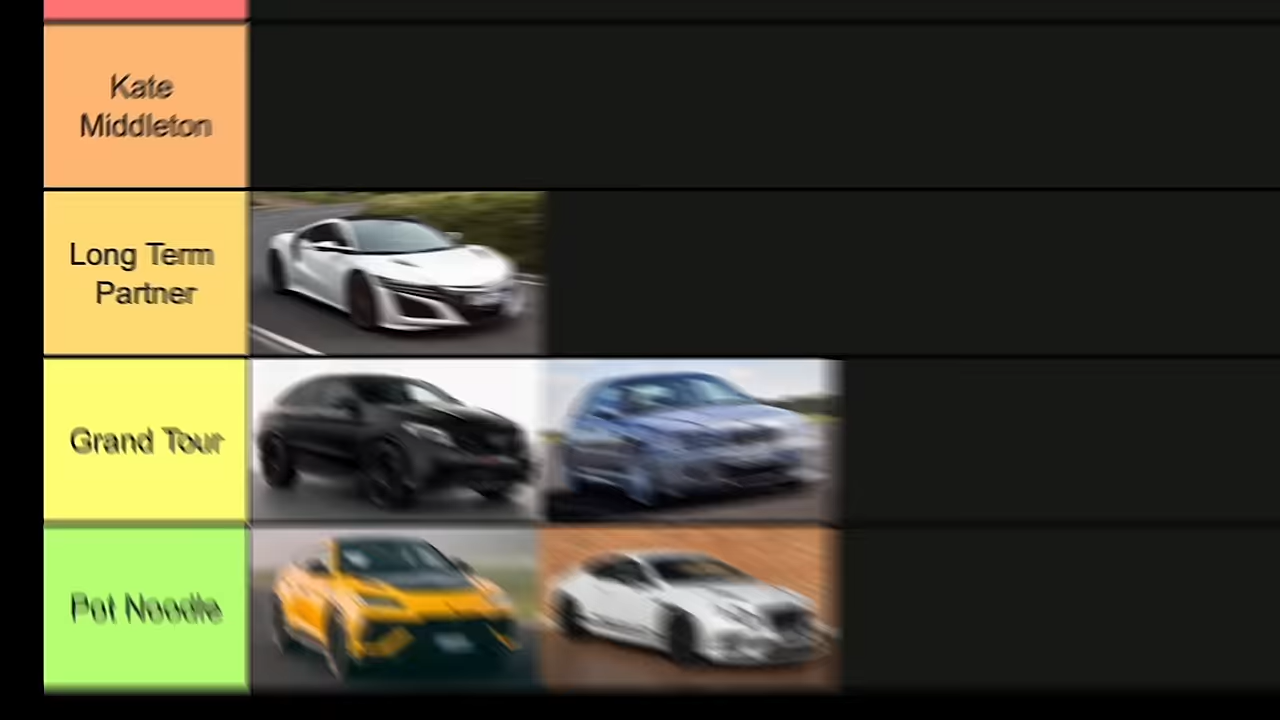 Kate
Middleton
Long Term
Partner
Grand Tour
Pot Noodle